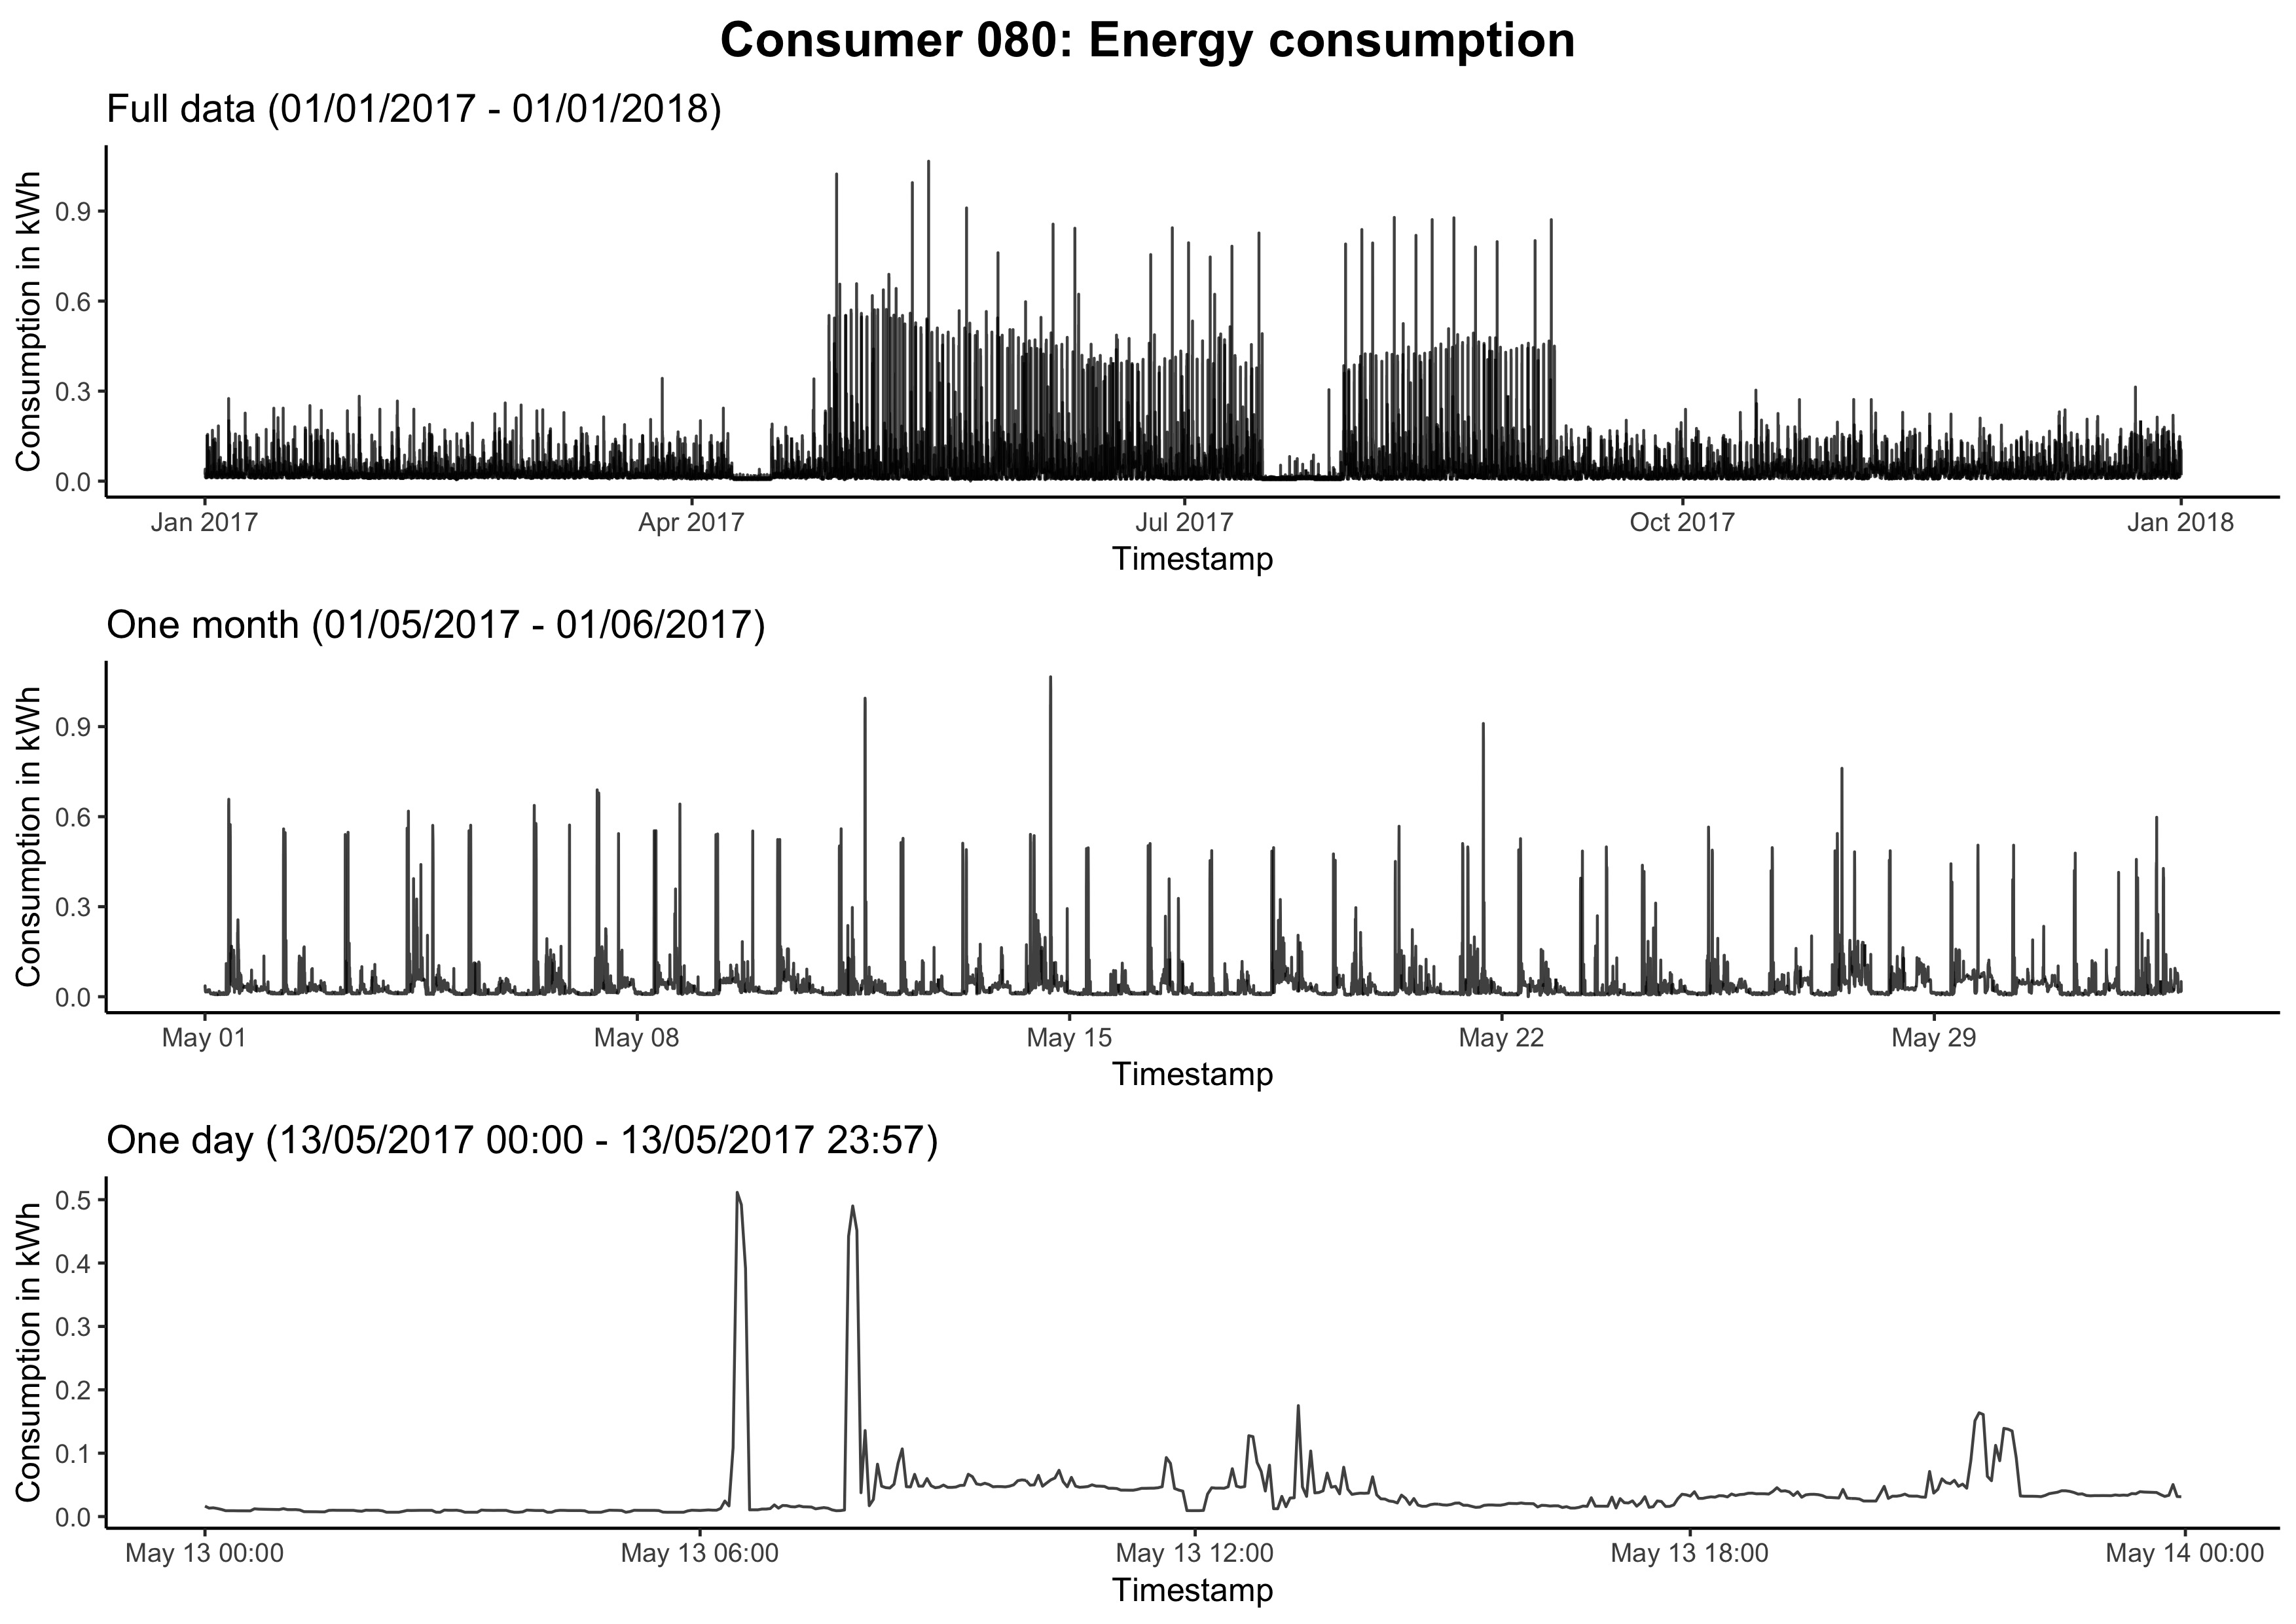 Consumer 080: Energy consumption
Full data (01/01/2017 - 01/01/2018)
Consumption in kWh
0.9
0.6
0.3
0.0
Jan 2017 Apr 2017 Jul 2017 Oct 2017 Jan 2018
Timestamp
One month (01/05/2017 - 01/06/2017)
Consumption in kWh
0.9
0.6
0.3
0.0
May 01 May 08 May 15 May 22 May 29
Timestamp
One day (13/05/2017 00:00 - 13/05/2017 23:57)
Consumption in kWh
0.5
0.4
0.3
0.2
0.1
0.0
May 13 00:00 May 13 06:00 May 13 12:00 May 13 18:00 May 14 00:00
Timestamp